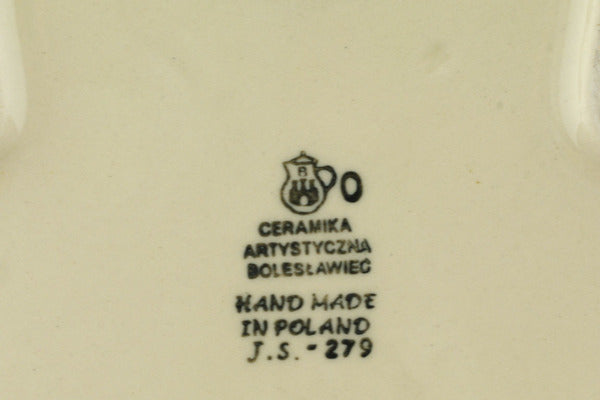 B
O
CERAMIKA
ARTYSTYCZNA
BOLESŁAWIEC
HAND MADE
IN POLAND
J.S. - 279